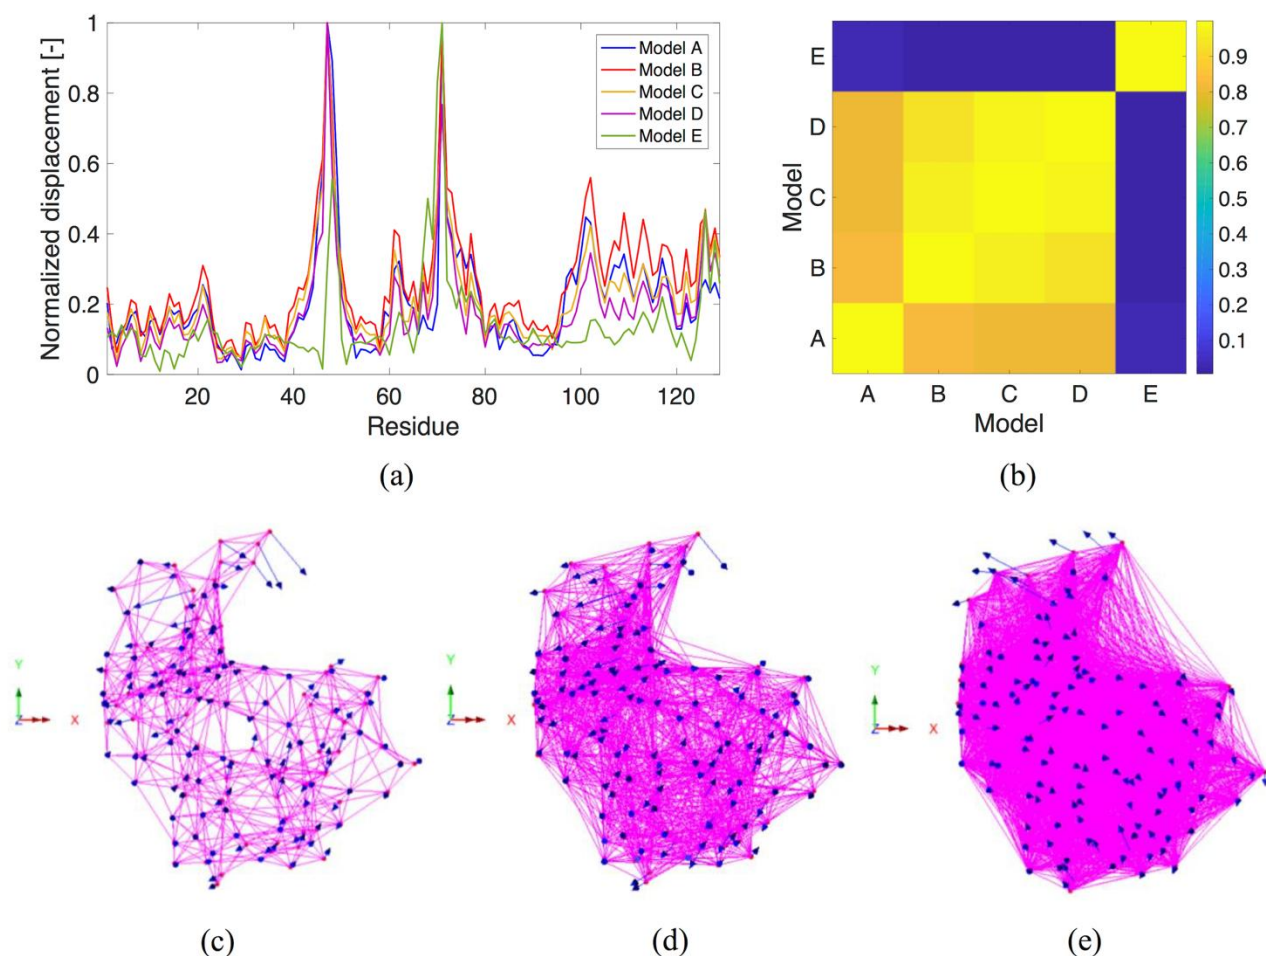 Normalized displacement [-]
1
0.8
0.6
0.4
0.2
0
20
40
60
80
100
120
Residue
Model A
Model B
Model C
Model D
Model E
(a)
Model
E
D
C
B
A
A
B
C
D
E
Model
0.9
0.8
0.7
0.6
0.5
0.4
0.3
0.2
0.1
(b)
Y
Z
X
(c)
Y
Z
X
(d)
Y
Z
X
(e)